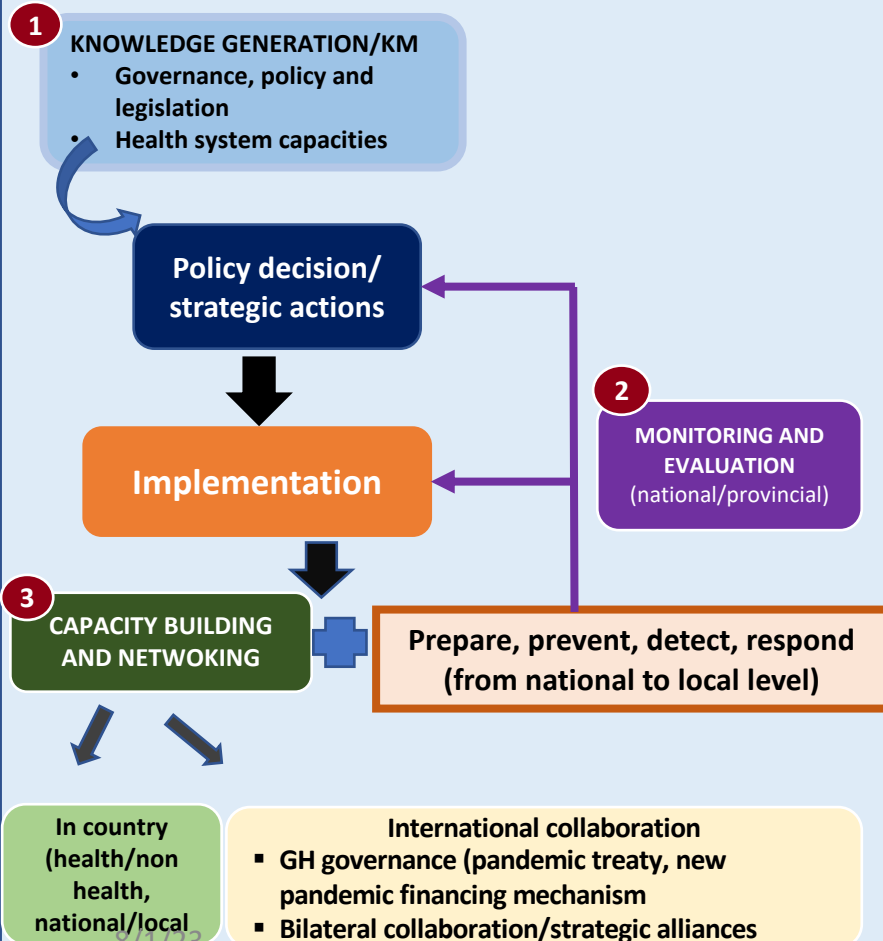 1
KNOWLEDGE GENERATION/KM
• Governance, policy and
legislation
• Health system capacities
Policy decision/
strategic actions
2
MONITORING AND
EVALUATION
(national/provincial)
Implementation
3
CAPACITY BUILDING
AND NETWOKING
Prepare, prevent, detect, respond
(from national to local level)
In country
(health/non
health,
national/local
8/1/23
International collaboration
▪ GH governance (pandemic treaty, new
pandemic financing mechanism
▪ Bilateral collaboration/strategic alliances